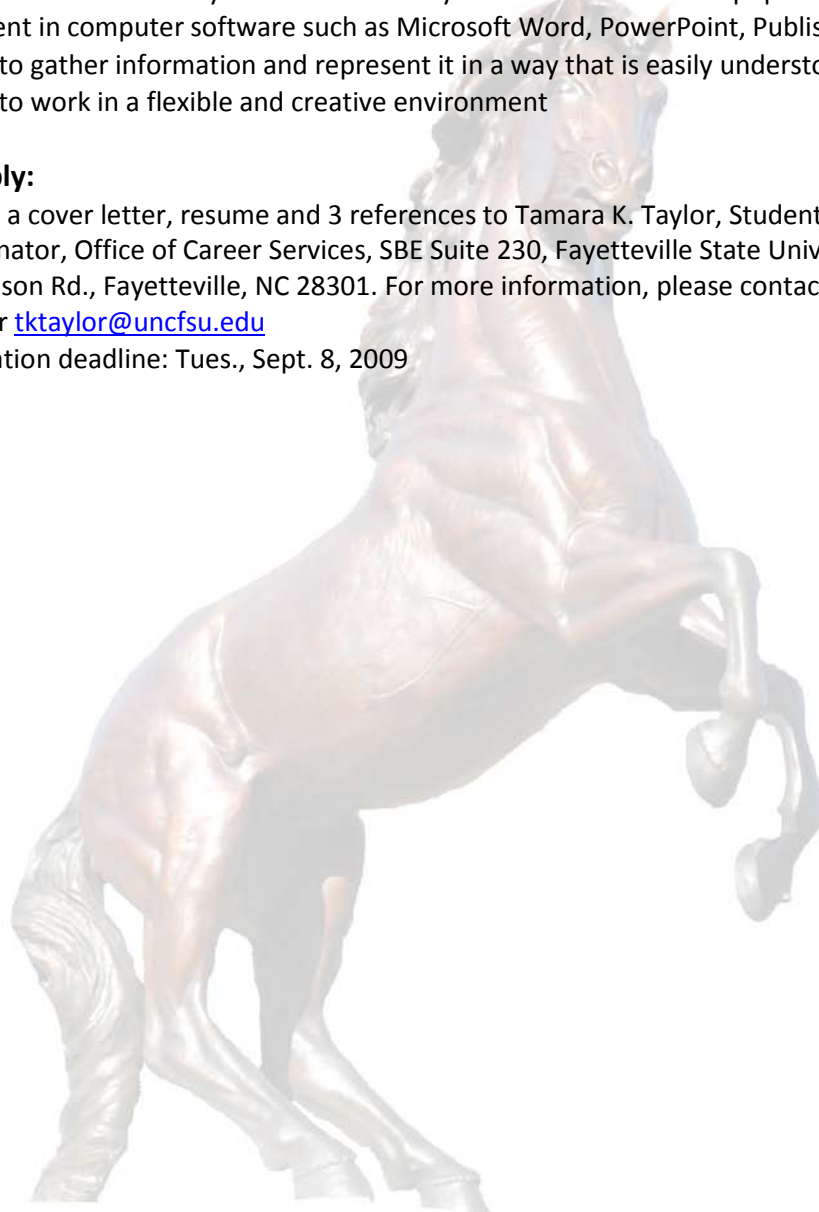 ent in computer software such as Microsoft Word, PowerPoint, Publis
to gather information and represent it in a way that is easily understo
to work in a flexible and creative environment
ly:
a cover letter, resume and 3 references to Tamara K. Taylor, Student
nator, Office of Career Services, SBE Suite 230, Fayetteville State Univ
son Rd., Fayetteville, NC 28301. For more information, please contac
r tktaylor@uncfsu.edu
ation deadline: Tues., Sept. 8, 2009